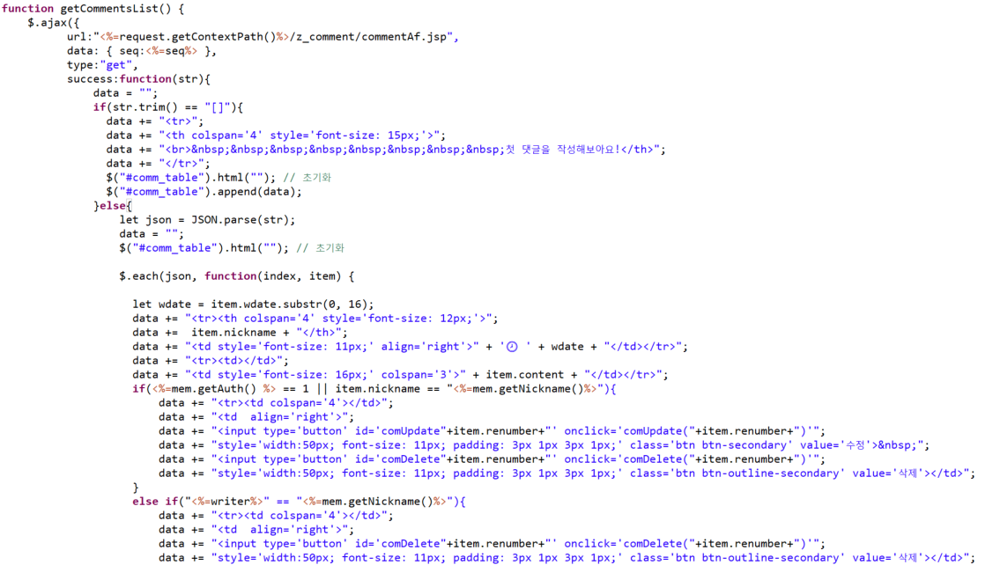 function getCommentsList() {
    $.ajax({
          url:"<%=request.getContextPath()%>/z_comment/commentAf.jsp",
          data: { seq:<%=seq%> },
          type:"get",
          success:function(str){
              data = "";
              if(str.trim() == "[]"){
                data += "<tr>";
                data += "<th colspan='4' style='font-size: 15px;'>";
                data += "<br>&nbsp;&nbsp;&nbsp;&nbsp;&nbsp;&nbsp;&nbsp;&nbsp;첫 댓글을 작성해보아요!</th>";
                data += "</tr>";
                $("#comm_table").html(""); // 초기화
                $("#comm_table").append(data);
              }else{
                  let json = JSON.parse(str);
                  data = "";
                  $("#comm_table").html(""); // 초기화
                  $.each(json, function(index, item) {
                    let wdate = item.wdate.substr(0, 16);
                    data += "<tr><th colspan='4' style='font-size: 12px;'>";
                    data +=  item.nickname + "</th>";
                    data += "<td style='font-size: 11px;' align='right'>" + '🕘 ' + wdate + "</td></tr>";
                    data += "<tr><td></td>";
                    data += "<td style='font-size: 16px;' colspan='3'>" + item.content + "</td></tr>";
                    if(<%=mem.getAuth() %> == 1 || item.nickname == "<%=mem.getNickname()%>"){
                        data += "<tr><td colspan='4'></td>";
                        data += "<td  align='right'>";
                        data += "<input type='button' id='comUpdate"+item.renumber+"' onclick='comUpdate("+item.renumber+")'";
                        data += "style='width:50px; font-size: 11px; padding: 3px 1px 3px 1px;' class='btn btn-secondary' value='수정'>&nbsp;";
                        data += "<input type='button' id='comDelete"+item.renumber+"' onclick='comDelete("+item.renumber+")'";
                        data += "style='width:50px; font-size: 11px; padding: 3px 1px 3px 1px;' class='btn btn-outline-secondary' value='삭제'></td>";
                    }
                    else if("<%=writer%>" == "<%=mem.getNickname()%>"){
                        data += "<tr><td colspan='4'></td>";
                        data += "<td  align='right'>";
                        data += "<input type='button' id='comDelete"+item.renumber+"' onclick='comDelete("+item.renumber+")'";
                        data += "style='width:50px; font-size: 11px; padding: 3px 1px 3px 1px;' class='btn btn-outline-secondary' value='삭제'></td>";